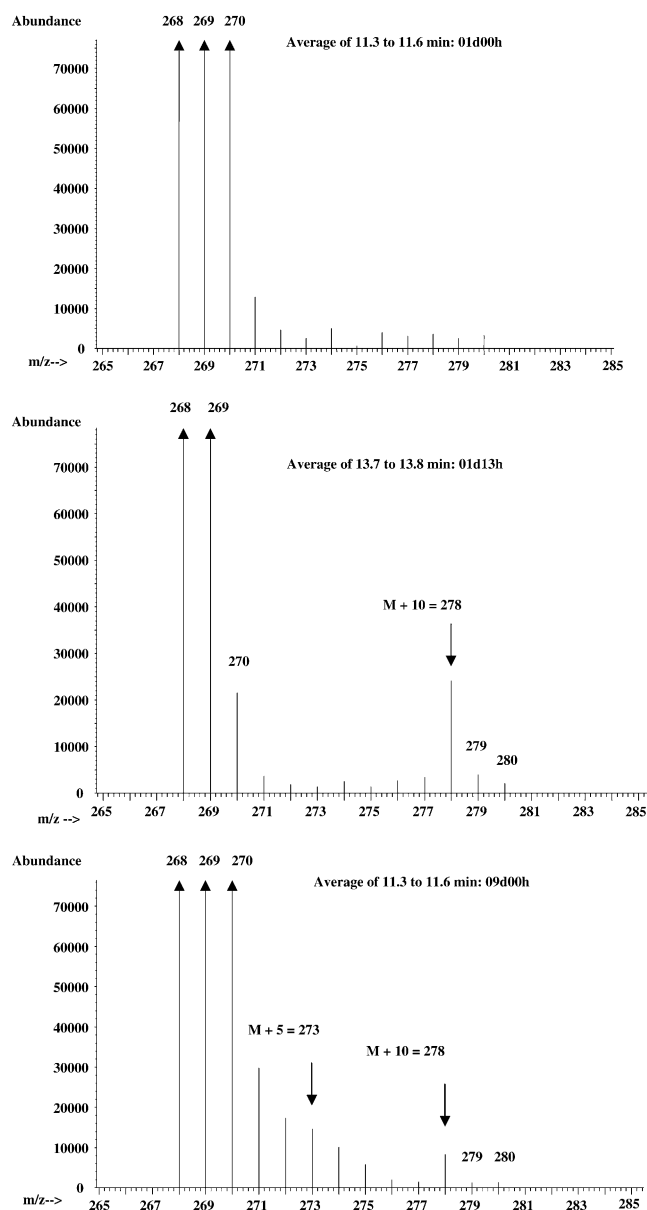 Abundance 268 269 270
Average of 11.3 to 11.6 min: 01d00h
70000
60000
50000
40000
30000
20000
10000
0
m/z--> 265 267 269 271 273 275 277 279 281 283 285
Abundance 268 269
Average of 13.7 to 13.8 min: 01d13h
70000
60000
50000
40000
M + 10 = 278
30000
270
20000
279
10000
280
0
m/z --> 265 267 269 271 273 275 277 279 281 283 285
Abundance 268 269 270
Average of 11.3 to 11.6 min: 09d00h
70000
60000
50000
40000
M + 5 = 273
M + 10 = 278
30000
20000
10000
279 280
0
m/z--> 265 267 269 271 273 275 277 279 281 283 285